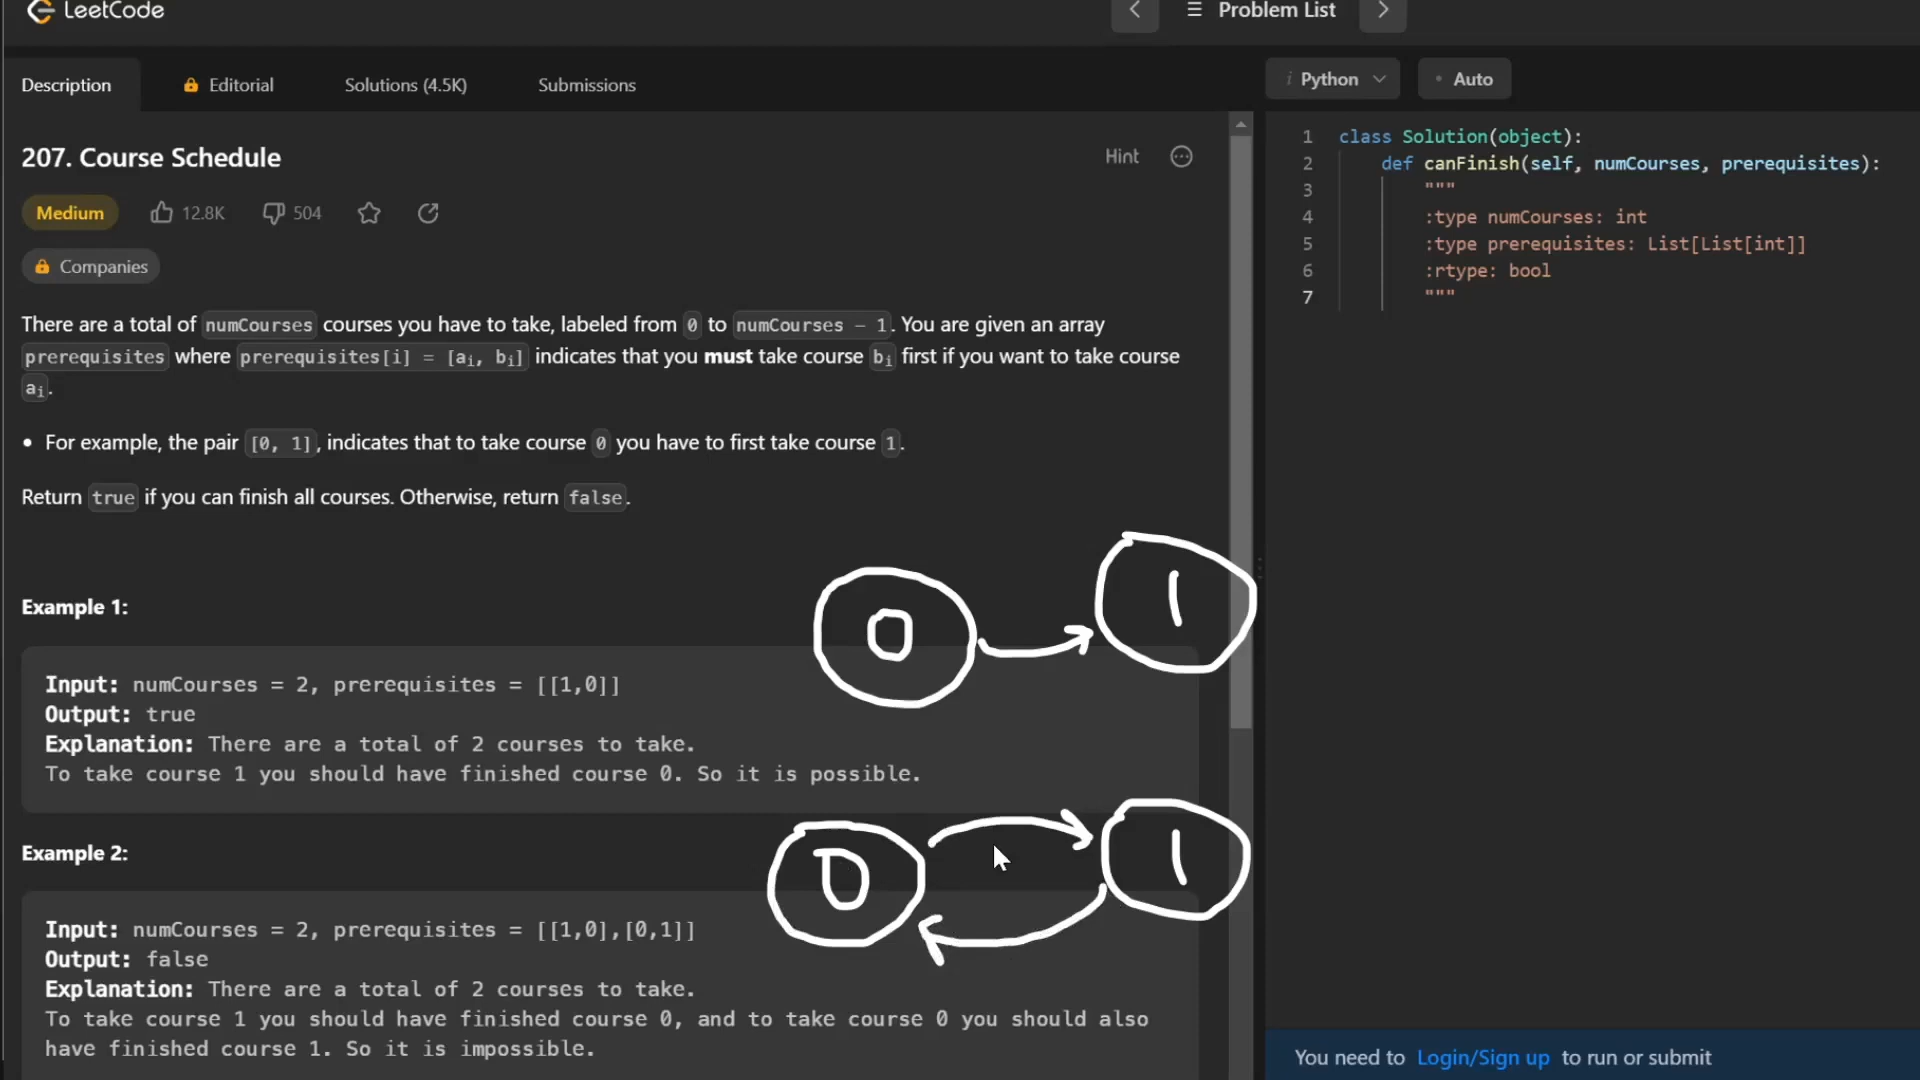 LeetCode
Problem List
Description
Editorial
Solutions (4.5K)
Submissions
207. Course Schedule
Hint
Medium
12.8K
504
Companies
There are a total of numCourses courses you have to take, labeled from 0 to numCourses - 1. You are given an array
prerequisites where prerequisites[i] = [ai, bi] indicates that you must take course bi first if you want to take course
ai.
• For example, the pair [0, 1], indicates that to take course 0 you have to first take course 1.
Return true if you can finish all courses. Otherwise, return false.
0
1
Example 1:
Input: numCourses = 2, prerequisites = [[1,0]]
Output: true
Explanation: There are a total of 2 courses to take.
To take course 1 you should have finished course 0. So it is possible.
0
1
Example 2:
Input: numCourses = 2, prerequisites = [[1,0],[0,1]]
Output: false
Explanation: There are a total of 2 courses to take.
To take course 1 you should have finished course 0, and to take course 0 you should also
have finished course 1. So it is impossible.
i Python
• Auto
1 class Solution(object):
2 def canFinish(self, numCourses, prerequisites):
3 """
4 :type numCourses: int
5 :type prerequisites: List[List[int]]
6 :rtype: bool
7 """
You need to Login/Sign up to run or submit